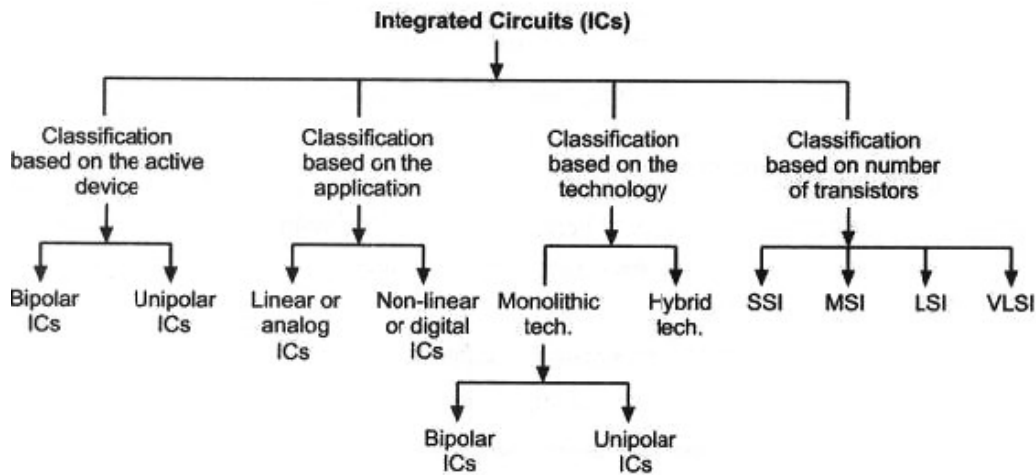 Integrated Circuits (ICs)
Classification
based on the active
device
Classification
based on the
application
Classification
based on the
technology
Classification
based on number
of transistors
Bipolar
ICs
Unipolar
ICs
Linear or
analog
ICs
Non-linear
or digital
ICs
Monolithic
tech.
Hybrid
tech.
SSI
MSI
LSI
VLSI
Bipolar
ICs
Unipolar
ICs